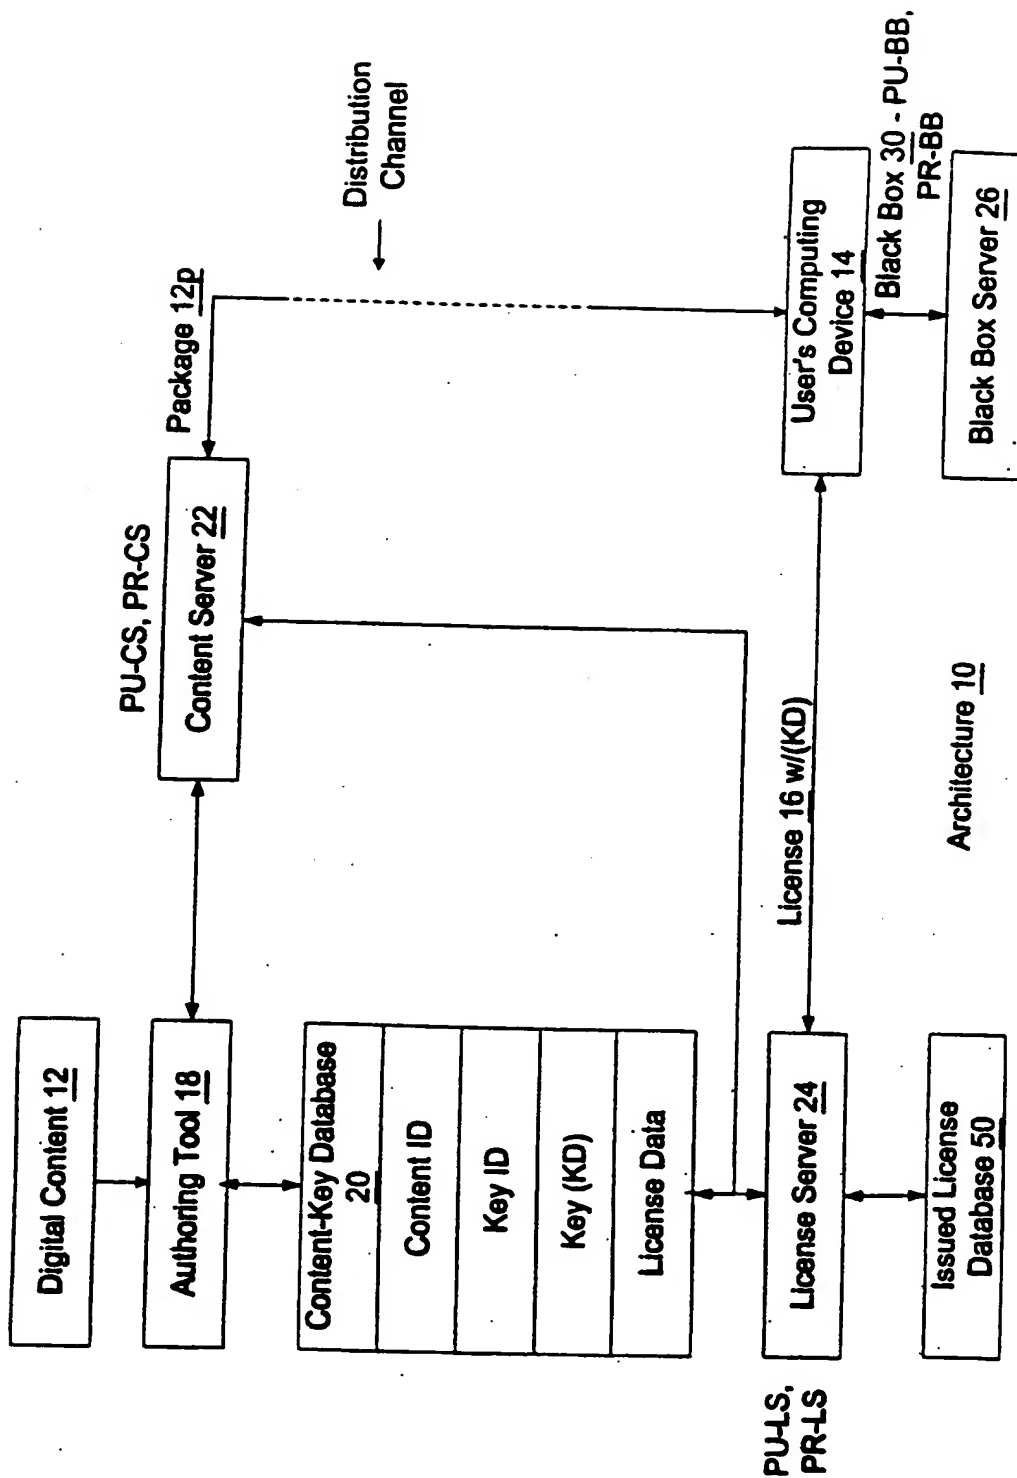 Digital Content 12
Authoring Tool 18
Content-Key Database
20
Content ID
Key ID
Key (KD)
License Data
PU-LS,
PR-LS
License Server 24
Issued License
Database 50
PU-CS, PR-CS
Content Server 22
Package 12p
Distribution
Channel
License 16 w/(KD)
User's Computing
Device 14
Black Box 30 - PU-BB,
PR-BB
Black Box Server 26
Architecture 10